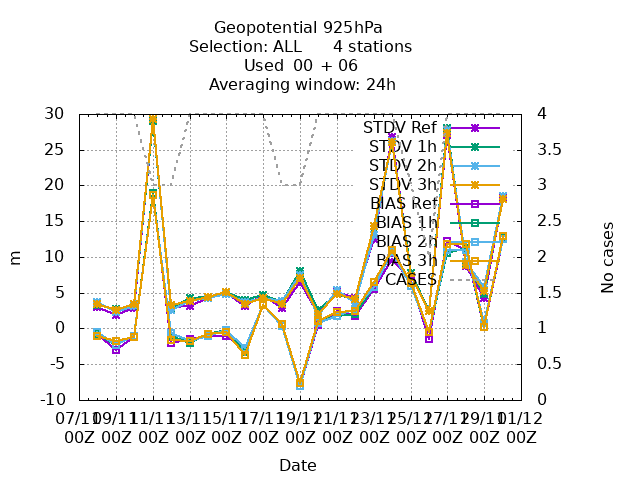 Geopotential 925hPa
Selection: ALL 4 stations
Used 00 + 06
Averaging window: 24h
30 4
25 3.5
20 3
15 2.5
10 2
5 1.5
0 1
-5 0.5
-10 0
m
No cases
STDV Ref
STDV 1h
STDV 2h
STDV 3h
BIAS Ref
BIAS 1h
BIAS 2h
BIAS 3h
CASES
07/11 09/11 11/11 13/11 15/11 17/11 19/11 21/11 23/11 25/11 27/11 29/11 01/12
00Z 00Z 00Z 00Z 00Z 00Z 00Z 00Z 00Z 00Z 00Z 00Z 00Z
Date